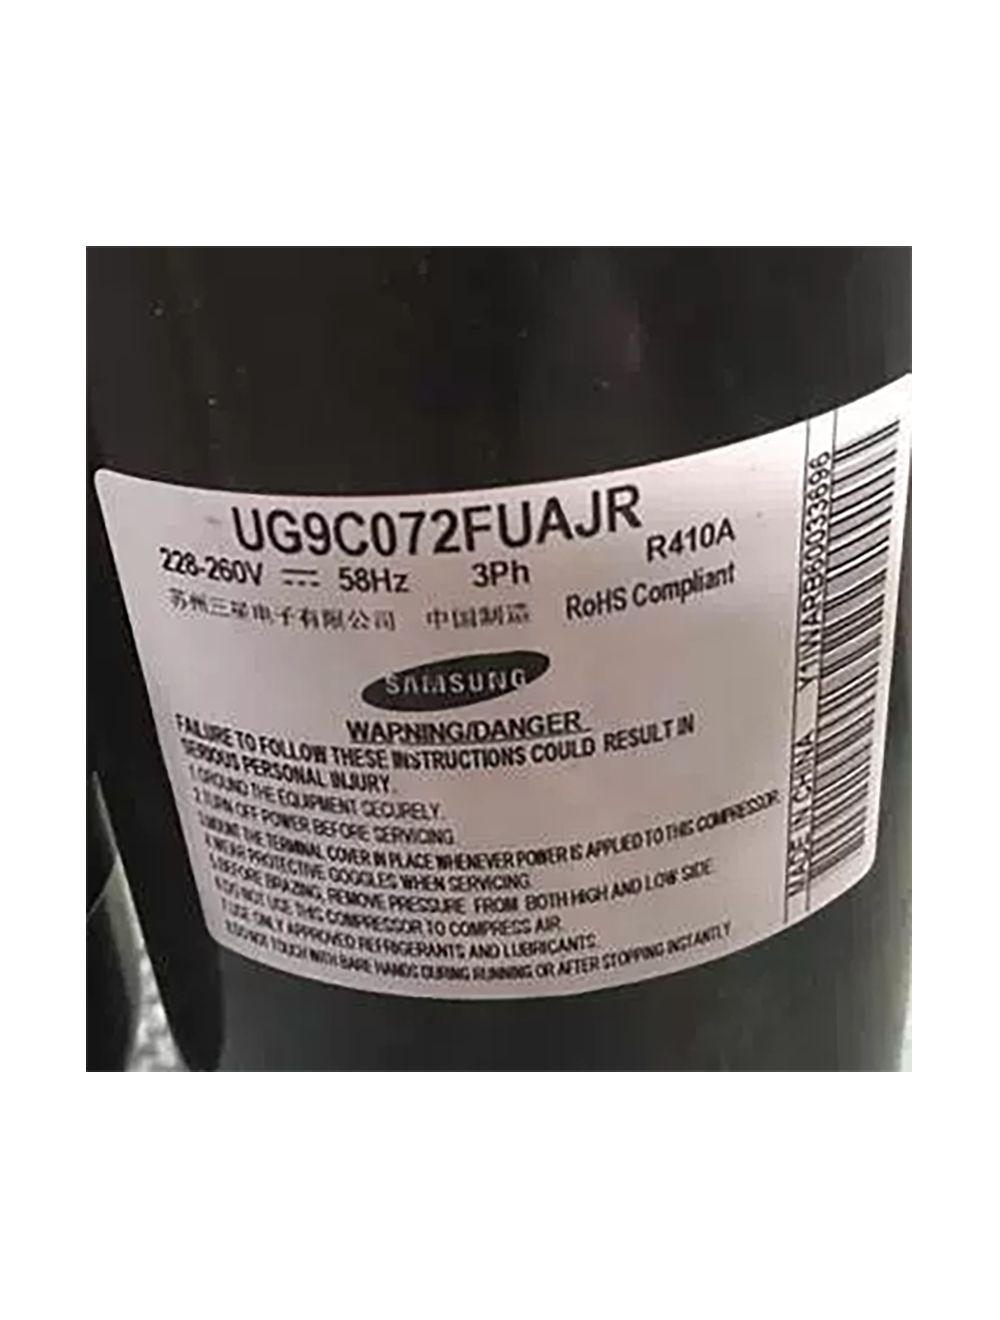 UG9C072FUAJR
228-260V ⎓ 58Hz 3Ph R410A
苏州三星电子有限公司 中国制造 RoHS Compliant
SAMSUNG
WAPNING/DANGER
FAILURE TO FOLLOW THESE INSTRUCTIONS COULD RESULT IN
SERIOUS PERSONAL INJURY.
1.GROUND THE EQUIPMENT CECURELY.
2.TURN OFF POWER BEFORE SERVICING
3.MOUNT THE TERMINAL COVER IN PLACE WHENEVER POWER IS APPLIED TO THIS COMPRESSOR
4.WEAR PROTECTIVE GOGGLES WHEN SERVICING
5.BEFORE BRAZING, REMOVE PRESSURE FROM BOTH HIGH AND LOW SIDE.
6.DO NOT USE THIS COMPRESSOR TO COMPRESS AIR.
7.USE ONLY APPROVED REFRIGERANTS AND LUBRICANTS.
8.DO NOT TOUCH WITH BARE HANDS DURING RUNNING OR AFTER STOPPING INSTANTLY
MADE IN CHINA Y1WARB60033696